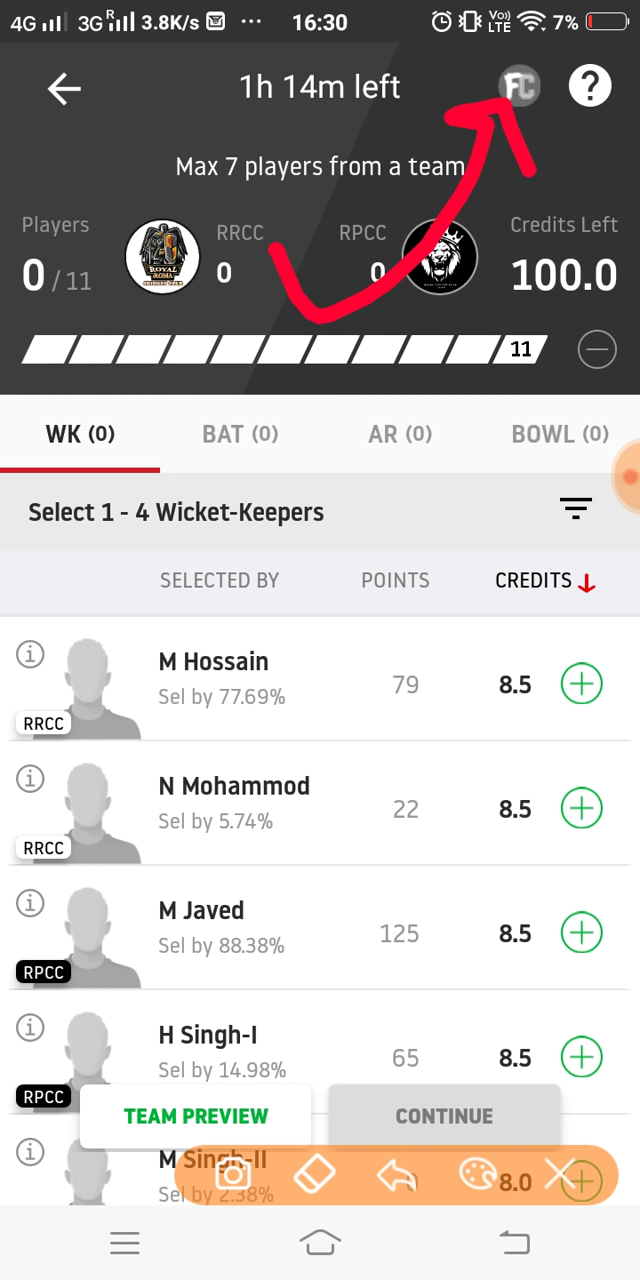 4G 3G R 3.8K/s ... 16:30 Vo) LTE 7%
1h 14m left FC ?
Max 7 players from a team
Players RRCC RPCC Credits Left
0 / 11 0 0 100.0
ROYAL
ROMA
11
WK (0) BAT (0) AR (0) BOWL (0)
Select 1 - 4 Wicket-Keepers
SELECTED BY POINTS CREDITS
M Hossain
Sel by 77.69% 79 8.5
RRCC
N Mohammod
Sel by 5.74% 22 8.5
RRCC
M Javed
Sel by 88.38% 125 8.5
RPCC
H Singh-I
Sel by 14.98% 65 8.5
RPCC
TEAM PREVIEW CONTINUE
M Singh-II
Sel by 2.38% 8.0